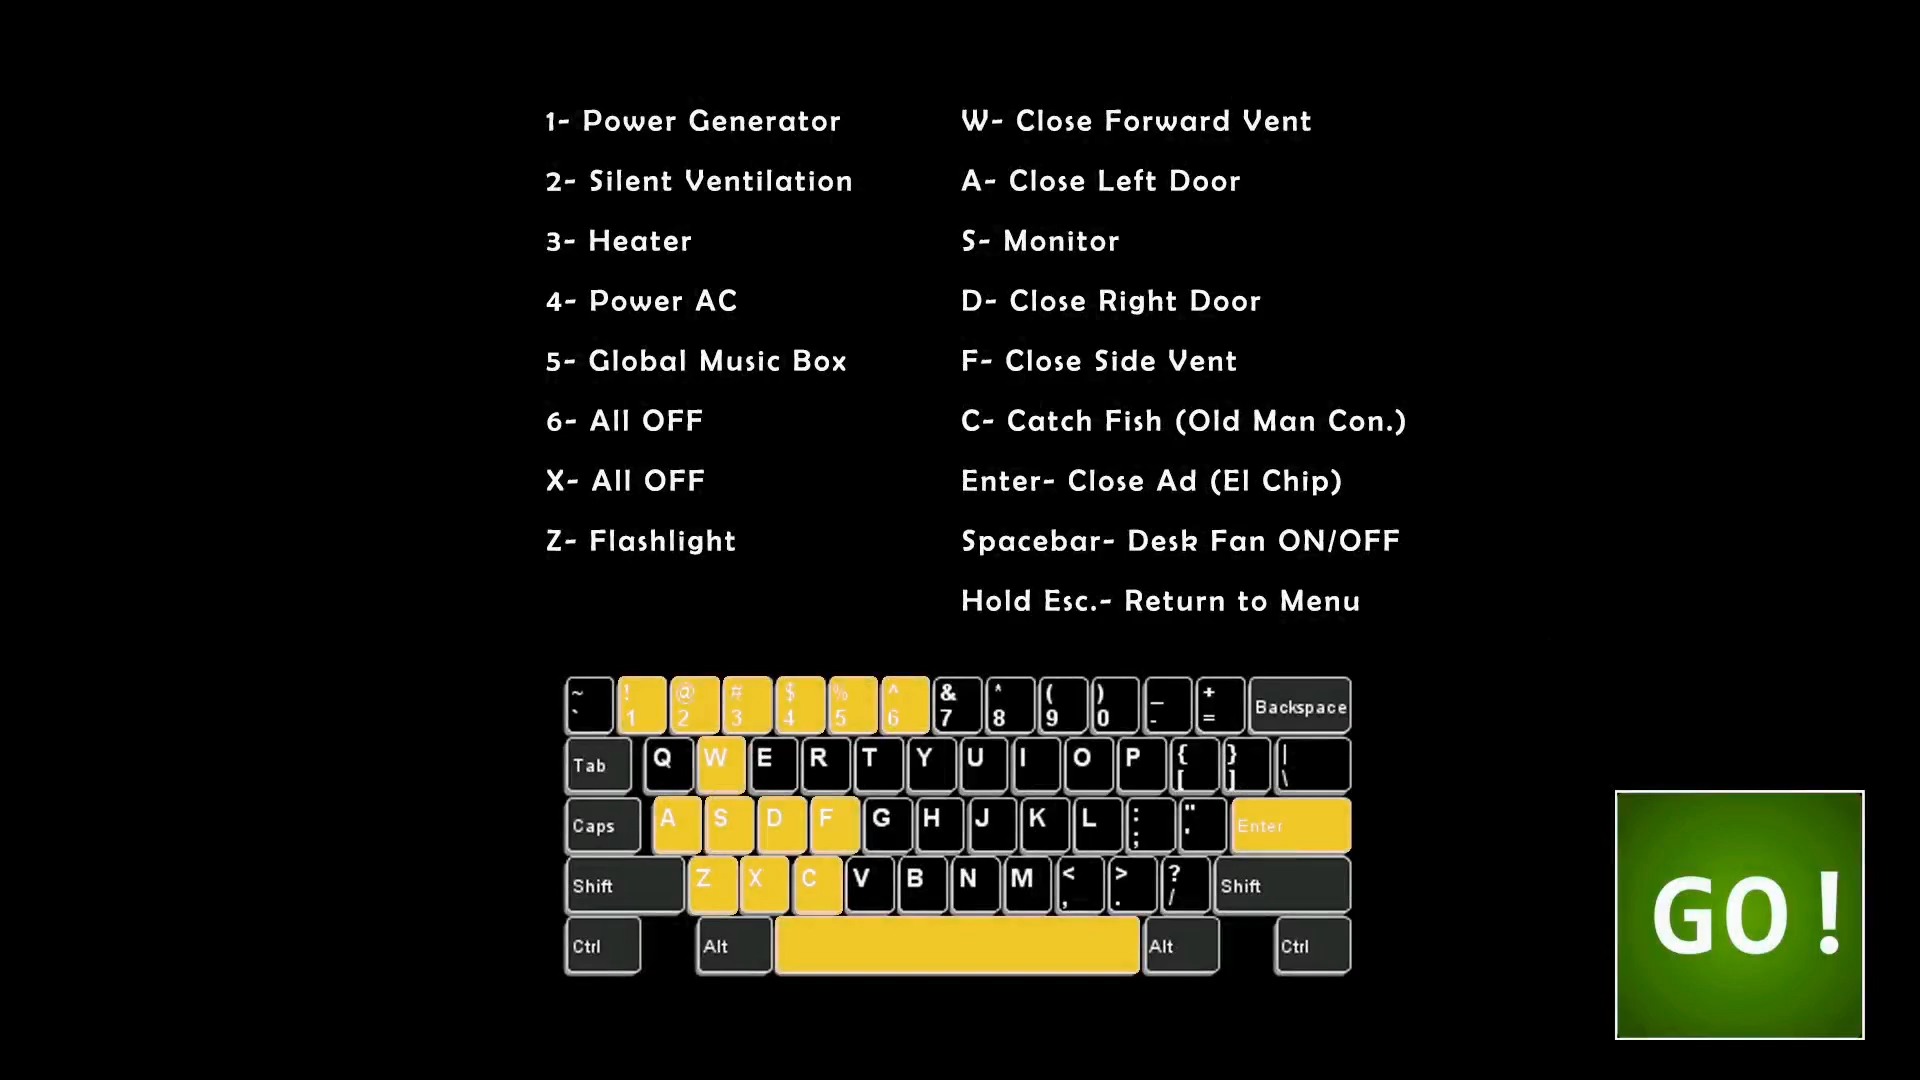 1- Power Generator
2- Silent Ventilation
3- Heater
4- Power AC
5- Global Music Box
6- All OFF
X- All OFF
Z- Flashlight
W- Close Forward Vent
A- Close Left Door
S- Monitor
D- Close Right Door
F- Close Side Vent
C- Catch Fish (Old Man Con.)
Enter- Close Ad (El Chip)
Spacebar- Desk Fan ON/OFF
Hold Esc.- Return to Menu
~ ! @ # $ % ^ & * ( ) _ + Backspace
` 1 2 3 4 5 6 7 8 9 0 - =
Tab Q W E R T Y U I O P { } |
[ ] \
Caps A S D F G H J K L : " Enter
; '
Shift Z X C V B N M < > ? Shift
, . /
Ctrl Alt Alt Ctrl
GO!